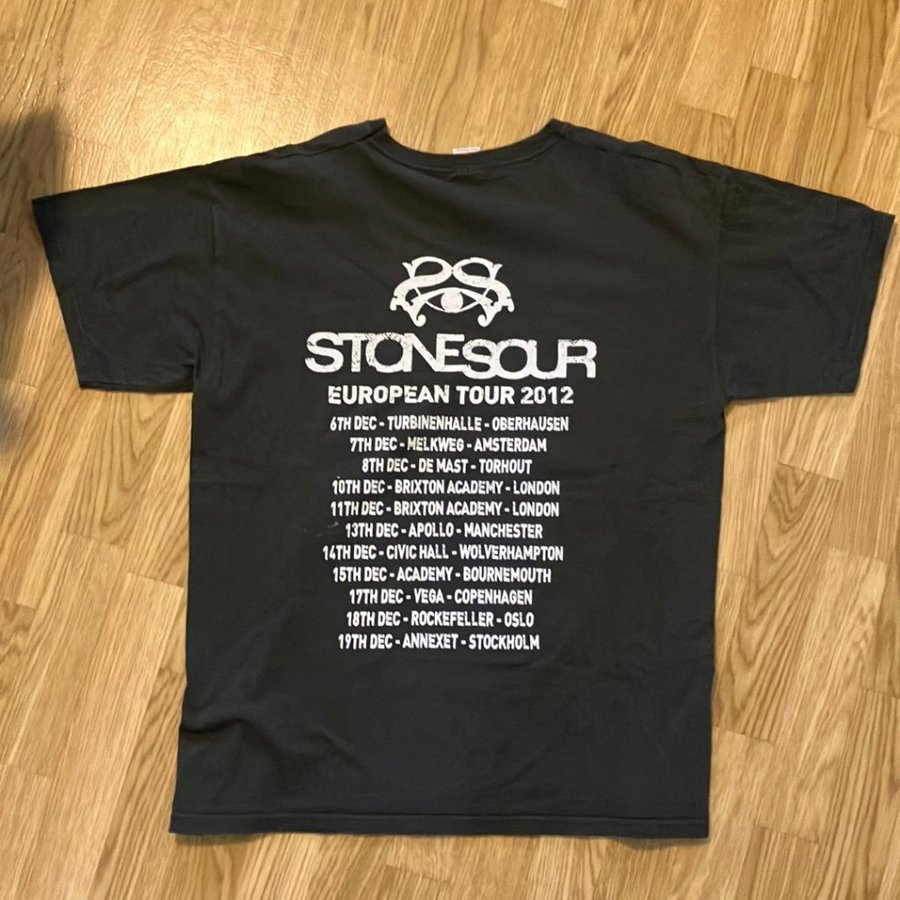 STONESOUR
EUROPEAN TOUR 2012
6TH DEC - TURBINENHALLE - OBERHAUSEN
7TH DEC - MELKWEG - AMSTERDAM
8TH DEC - DE MAST - TORHOUT
10TH DEC - BRIXTON ACADEMY - LONDON
11TH DEC - BRIXTON ACADEMY - LONDON
13TH DEC - APOLLO - MANCHESTER
14TH DEC - CIVIC HALL - WOLVERHAMPTON
15TH DEC - ACADEMY - BOURNEMOUTH
17TH DEC - VEGA - COPENHAGEN
18TH DEC - ROCKEFELLER - OSLO
19TH DEC - ANNEXET - STOCKHOLM